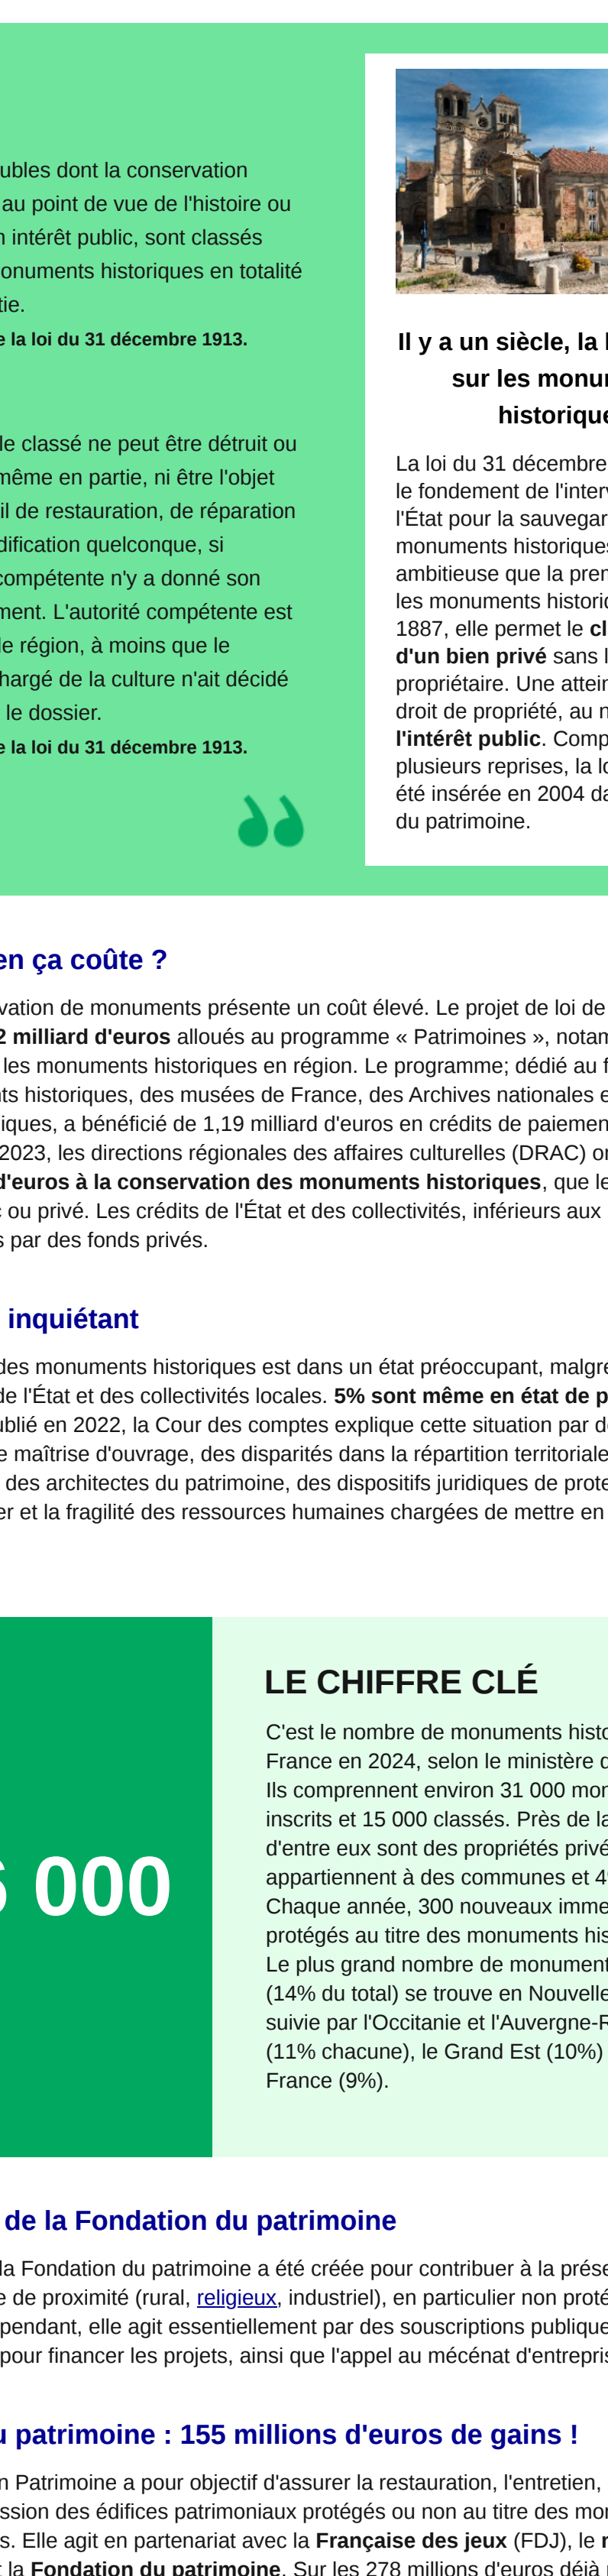 ubles dont la conservation
au point de vue de l'histoire ou
intérêt public, sont classés
onuments historiques en totalité
tie.
la loi du 31 décembre 1913.
le classé ne peut être détruit ou
même en partie, ni être l'objet
il de restauration, de réparation
dification quelconque, si
compétente n'y a donné son
ment. L'autorité compétente est
le région, à moins que le
hargé de la culture n'ait décidé
le dossier.
la loi du 31 décembre 1913.
”
Il y a un siècle, la
sur les monu
historique
La loi du 31 décembre
le fondement de l'interv
l'État pour la sauvegar
monuments historiques
ambitieuse que la prem
les monuments historiq
1887, elle permet le cl
d'un bien privé sans l
propriétaire. Une attein
droit de propriété, au n
l'intérêt public. Comp
plusieurs reprises, la lo
été insérée en 2004 da
du patrimoine.
en ça coûte ?
vation de monuments présente un coût élevé. Le projet de loi de
2 milliard d'euros alloués au programme « Patrimoines », notam
les monuments historiques en région. Le programme; dédié au f
ts historiques, des musées de France, des Archives nationales e
iques, a bénéficié de 1,19 milliard d'euros en crédits de paiemen
2023, les directions régionales des affaires culturelles (DRAC) on
d'euros à la conservation des monuments historiques, que le
ou privé. Les crédits de l'État et des collectivités, inférieurs aux
s par des fonds privés.
inquiétant
des monuments historiques est dans un état préoccupant, malgré
de l'État et des collectivités locales. 5% sont même en état de p
ublié en 2022, la Cour des comptes explique cette situation par de
e maîtrise d'ouvrage, des disparités dans la répartition territoriale
des architectes du patrimoine, des dispositifs juridiques de prote
er et la fragilité des ressources humaines chargées de mettre en
6 000
LE CHIFFRE CLÉ
C'est le nombre de monuments histo
France en 2024, selon le ministère d
Ils comprennent environ 31 000 mon
inscrits et 15 000 classés. Près de la
d'entre eux sont des propriétés privé
appartiennent à des communes et 4
Chaque année, 300 nouveaux imme
protégés au titre des monuments his
Le plus grand nombre de monument
(14% du total) se trouve en Nouvelle
suivie par l'Occitanie et l'Auvergne-R
(11% chacune), le Grand Est (10%)
France (9%).
de la Fondation du patrimoine
la Fondation du patrimoine a été créée pour contribuer à la prése
e de proximité (rural, religieux, industriel), en particulier non proté
pendant, elle agit essentiellement par des souscriptions publique
pour financer les projets, ainsi que l'appel au mécénat d'entrepris
u patrimoine : 155 millions d'euros de gains !
n Patrimoine a pour objectif d'assurer la restauration, l'entretien,
ssion des édifices patrimoniaux protégés ou non au titre des mon
s. Elle agit en partenariat avec la Française des jeux (FDJ), le
t la Fondation du patrimoine. Sur les 278 millions d'euros déjà